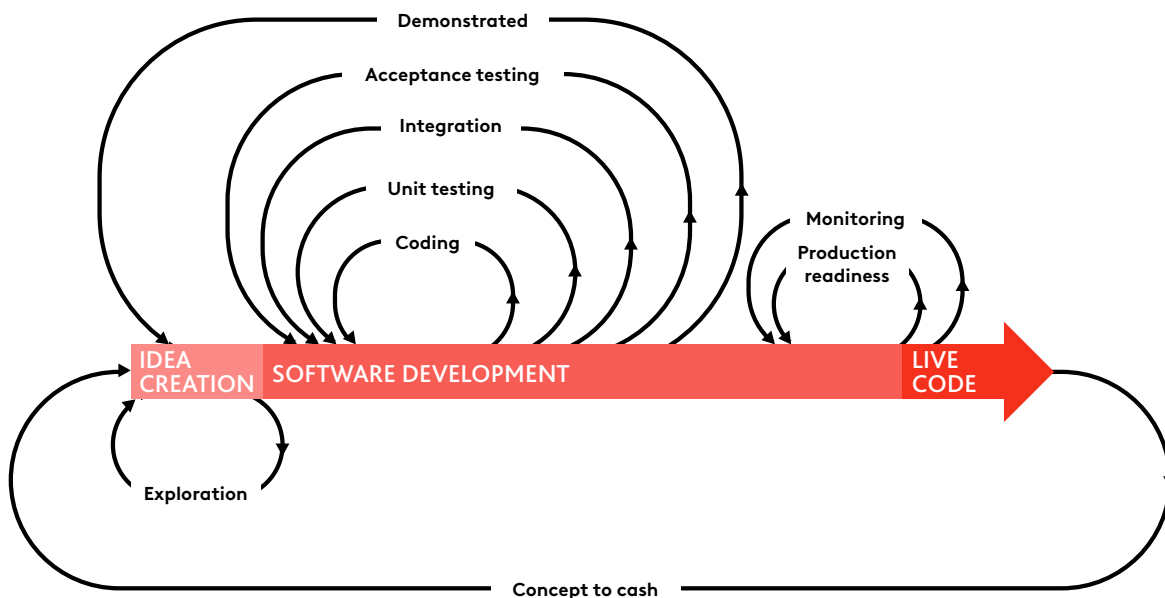 Demonstrated
Acceptance testing
Integration
Unit testing
Coding
Monitoring
Production
readiness
IDEA
CREATION
SOFTWARE DEVELOPMENT
LIVE
CODE
Exploration
Concept to cash